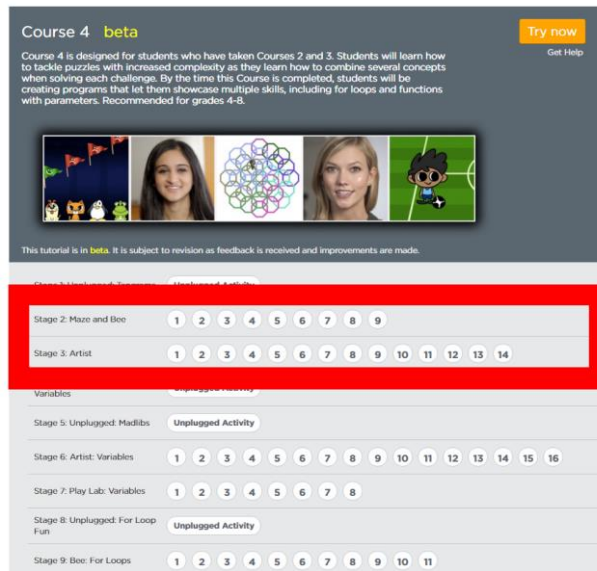 Course 4 beta
Try now
Get Help
Course 4 is designed for students who have taken Courses 2 and 3. Students will learn how
to tackle puzzles with increased complexity as they learn how to combine several concepts
when solving each challenge. By the time this Course is completed, students will be
creating programs that let them showcase multiple skills, including for loops and functions
with parameters. Recommended for grades 4-8.
This tutorial is in beta. It is subject to revision as feedback is received and improvements are made.
Stage 2: Maze and Bee 1 2 3 4 5 6 7 8 9
Stage 3: Artist 1 2 3 4 5 6 7 8 9 10 11 12 13 14
Variables
Stage 5: Unplugged: Madlibs Unplugged Activity
Stage 6: Artist: Variables 1 2 3 4 5 6 7 8 9 10 11 12 13 14 15 16
Stage 7: Play Lab: Variables 1 2 3 4 5 6 7 8
Stage 8: Unplugged: For Loop
Fun
Unplugged Activity
Stage 9: Bee: For Loops 1 2 3 4 5 6 7 8 9 10 11